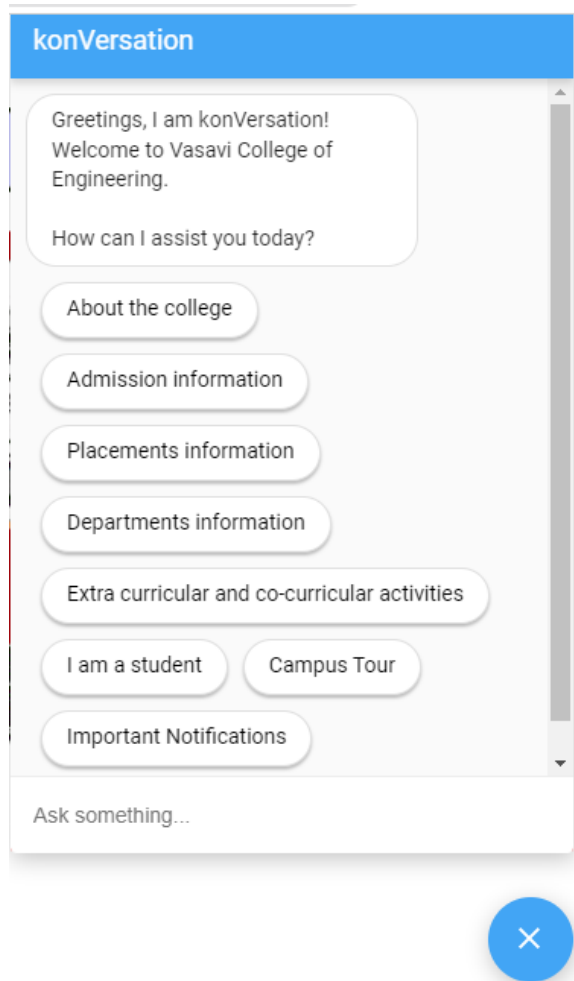 konVersation
Greetings, I am konVersation!
Welcome to Vasavi College of
Engineering.
How can I assist you today?
About the college
Admission information
Placements information
Departments information
Extra curricular and co-curricular activities
I am a student Campus Tour
Important Notifications
Ask something...